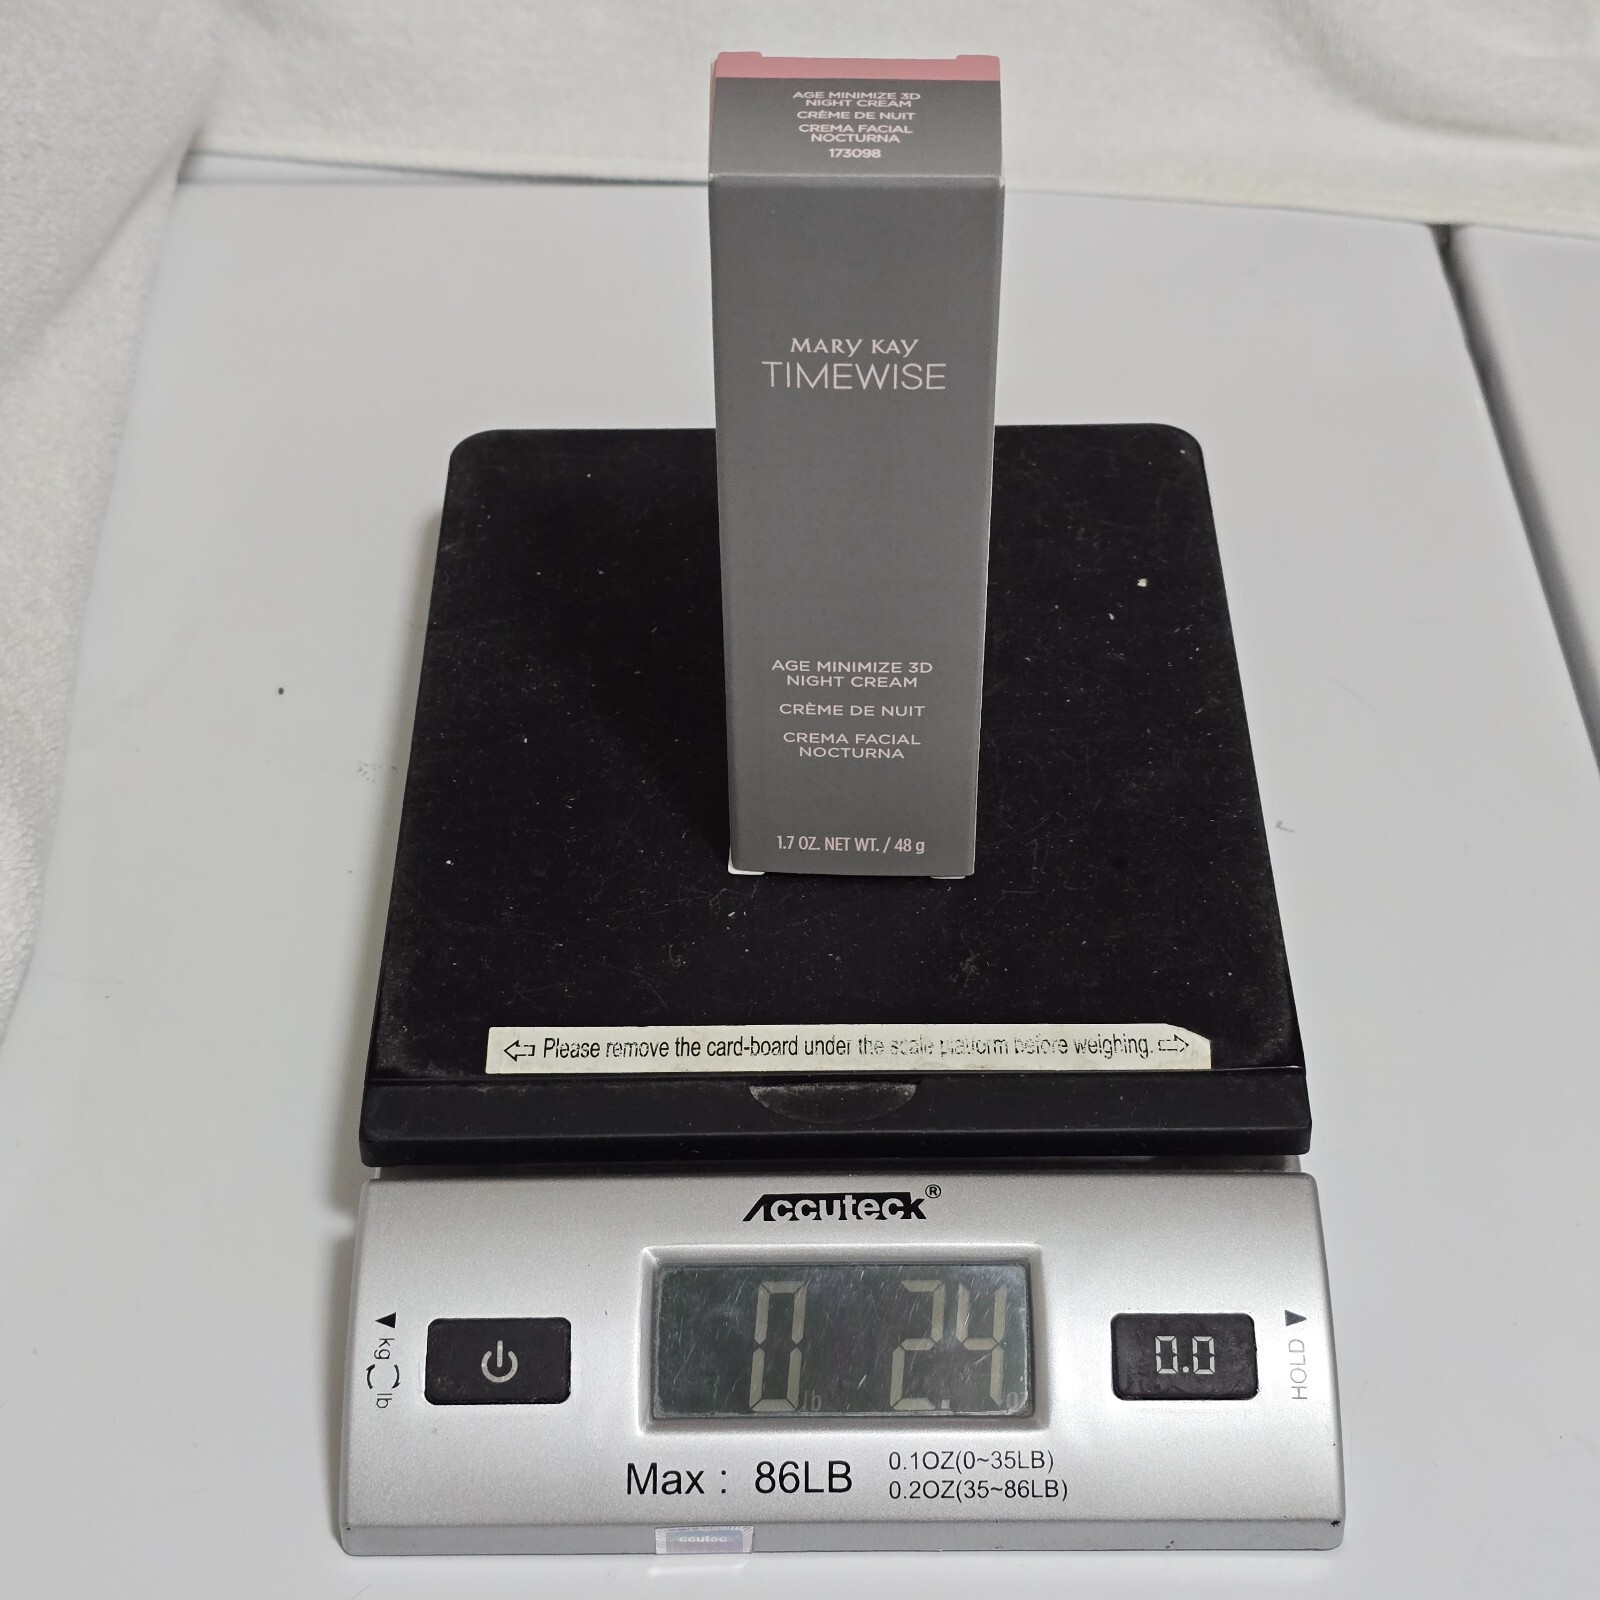 AGE MINIMIZE 3D
NIGHT CREAM
CRÈME DE NUIT
CREMA FACIAL
NOCTURNA
173098
MARY KAY
TIMEWISE
AGE MINIMIZE 3D
NIGHT CREAM
CRÈME DE NUIT
CREMA FACIAL
NOCTURNA
1.7 OZ. NET WT. / 48 g
Please remove the card-board under the scale platform before weighing.
Accuteck®
kg lb
0 lb 2.4 oz
0.0
HOLD
Max : 86LB
0.1OZ(0~35LB)
0.2OZ(35~86LB)
ccutec